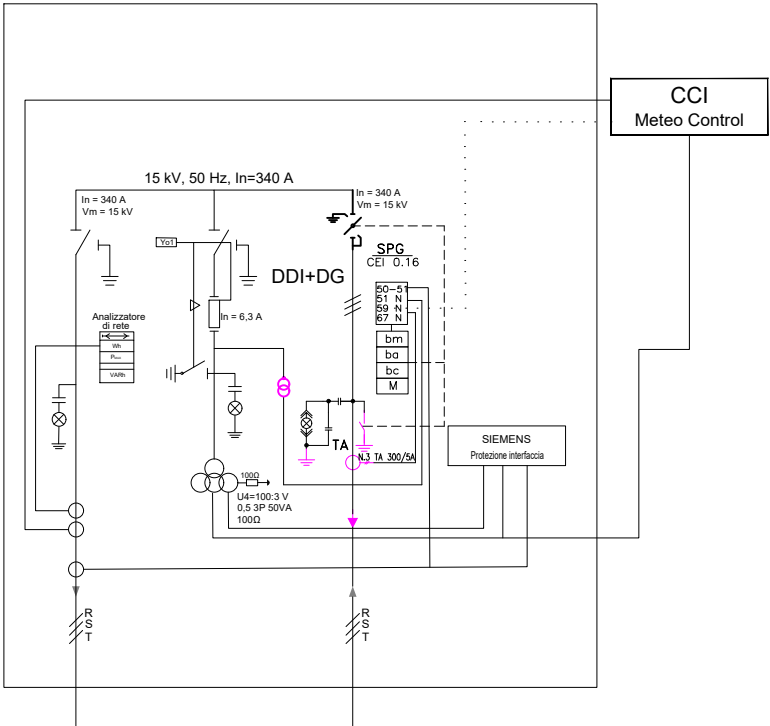 CCI
Meteo Control
15 kV, 50 Hz, In=340 A
In = 340 A
Vm = 15 kV
In = 340 A
Vm = 15 kV
Yo1
SPG
CEI 0.16
DDI+DG
50-51
51 N
59 N
67 N
In = 6,3 A
Analizzatore
di rete
Wh
VARh
bm
ba
bc
M
TA
N.3 TA 300/5A
SIEMENS
Protezione interfaccia
100Ω
U4=100:3 V
0,5 3P 50VA
100Ω
R
S
T
R
S
T